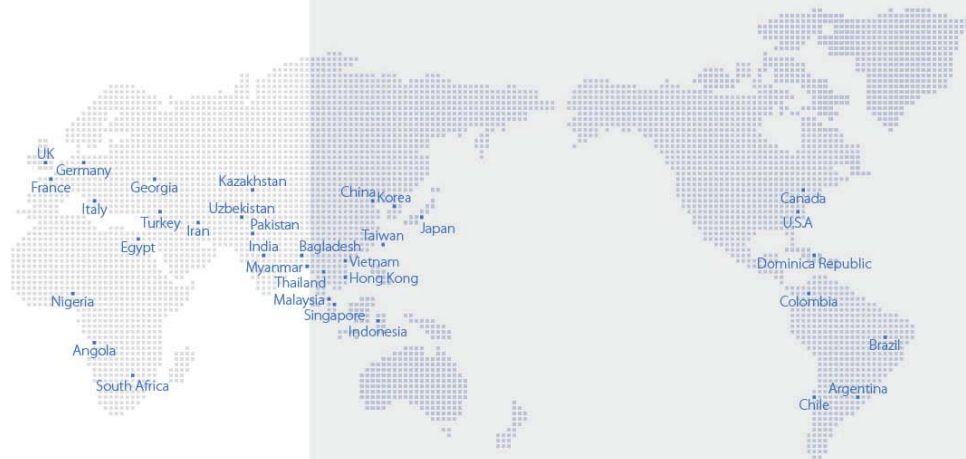 UK
Germany
France
Georgia
Kazakhstan
China
Korea
Canada
Italy
Uzbekistan
Turkey
Iran
Pakistan
Japan
U.S.A
Taiwan
Egypt
India
Bagladesh
Vietnam
Dominica Republic
Myanmar
Thailand
Hong Kong
Nigeria
Malaysia
Singapore
Colombia
Indonesia
Angola
Brazil
South Africa
Argentina
Chile